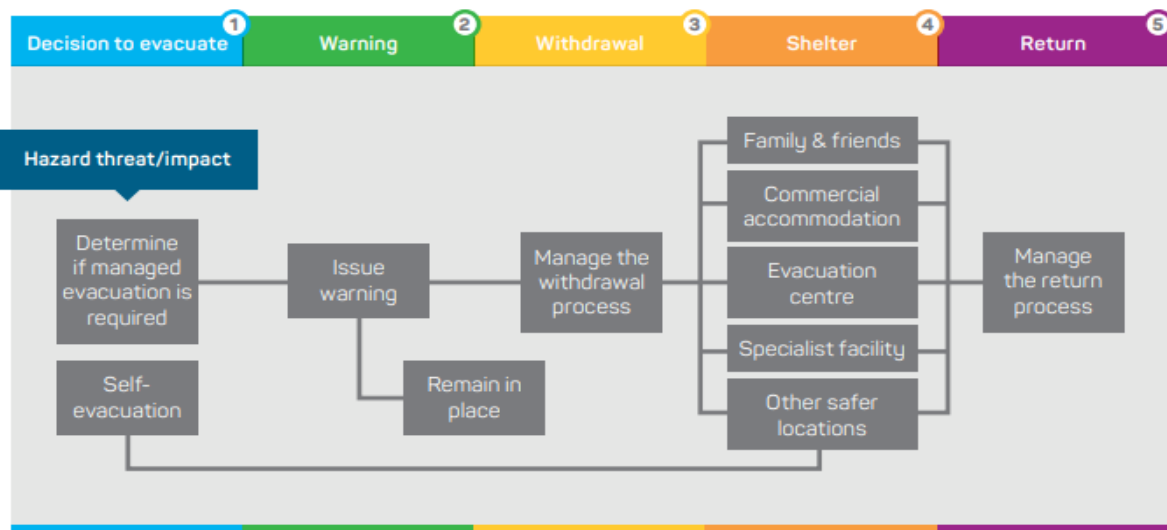 1
2
3
4
5
Decision to evacuate
Warning
Withdrawal
Shelter
Return
Hazard threat/impact
Determine
if managed
evacuation is
required
Self-
evacuation
Issue
warning
Remain in
place
Manage the
withdrawal
process
Family & friends
Commercial
accommodation
Evacuation
centre
Specialist facility
Other safer
locations
Manage
the return
process